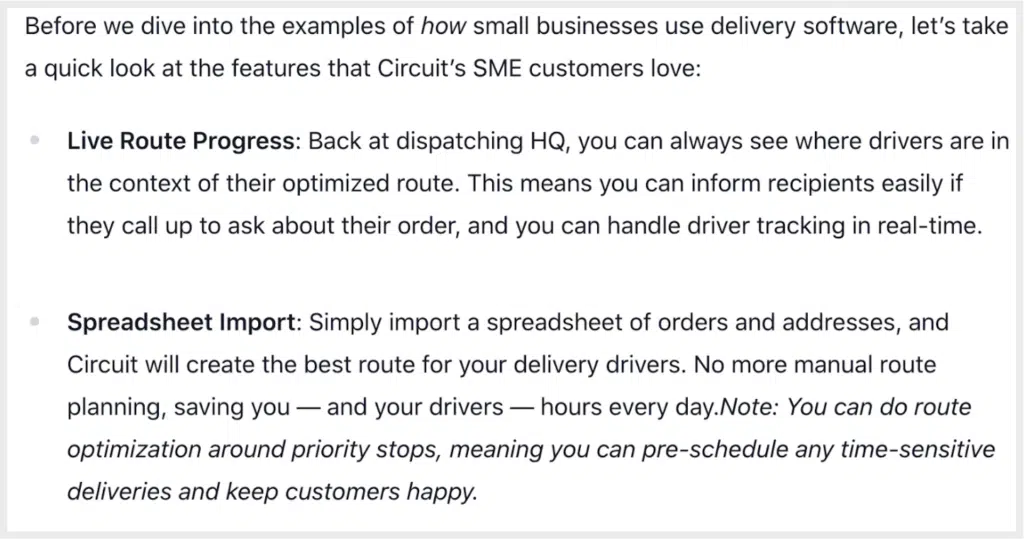 Before we dive into the examples of how small businesses use delivery software, let’s take
a quick look at the features that Circuit’s SME customers love:
Live Route Progress: Back at dispatching HQ, you can always see where drivers are in
the context of their optimized route. This means you can inform recipients easily if
they call up to ask about their order, and you can handle driver tracking in real-time.
Spreadsheet Import: Simply import a spreadsheet of orders and addresses, and
Circuit will create the best route for your delivery drivers. No more manual route
planning, saving you — and your drivers — hours every day.Note: You can do route
optimization around priority stops, meaning you can pre-schedule any time-sensitive
deliveries and keep customers happy.